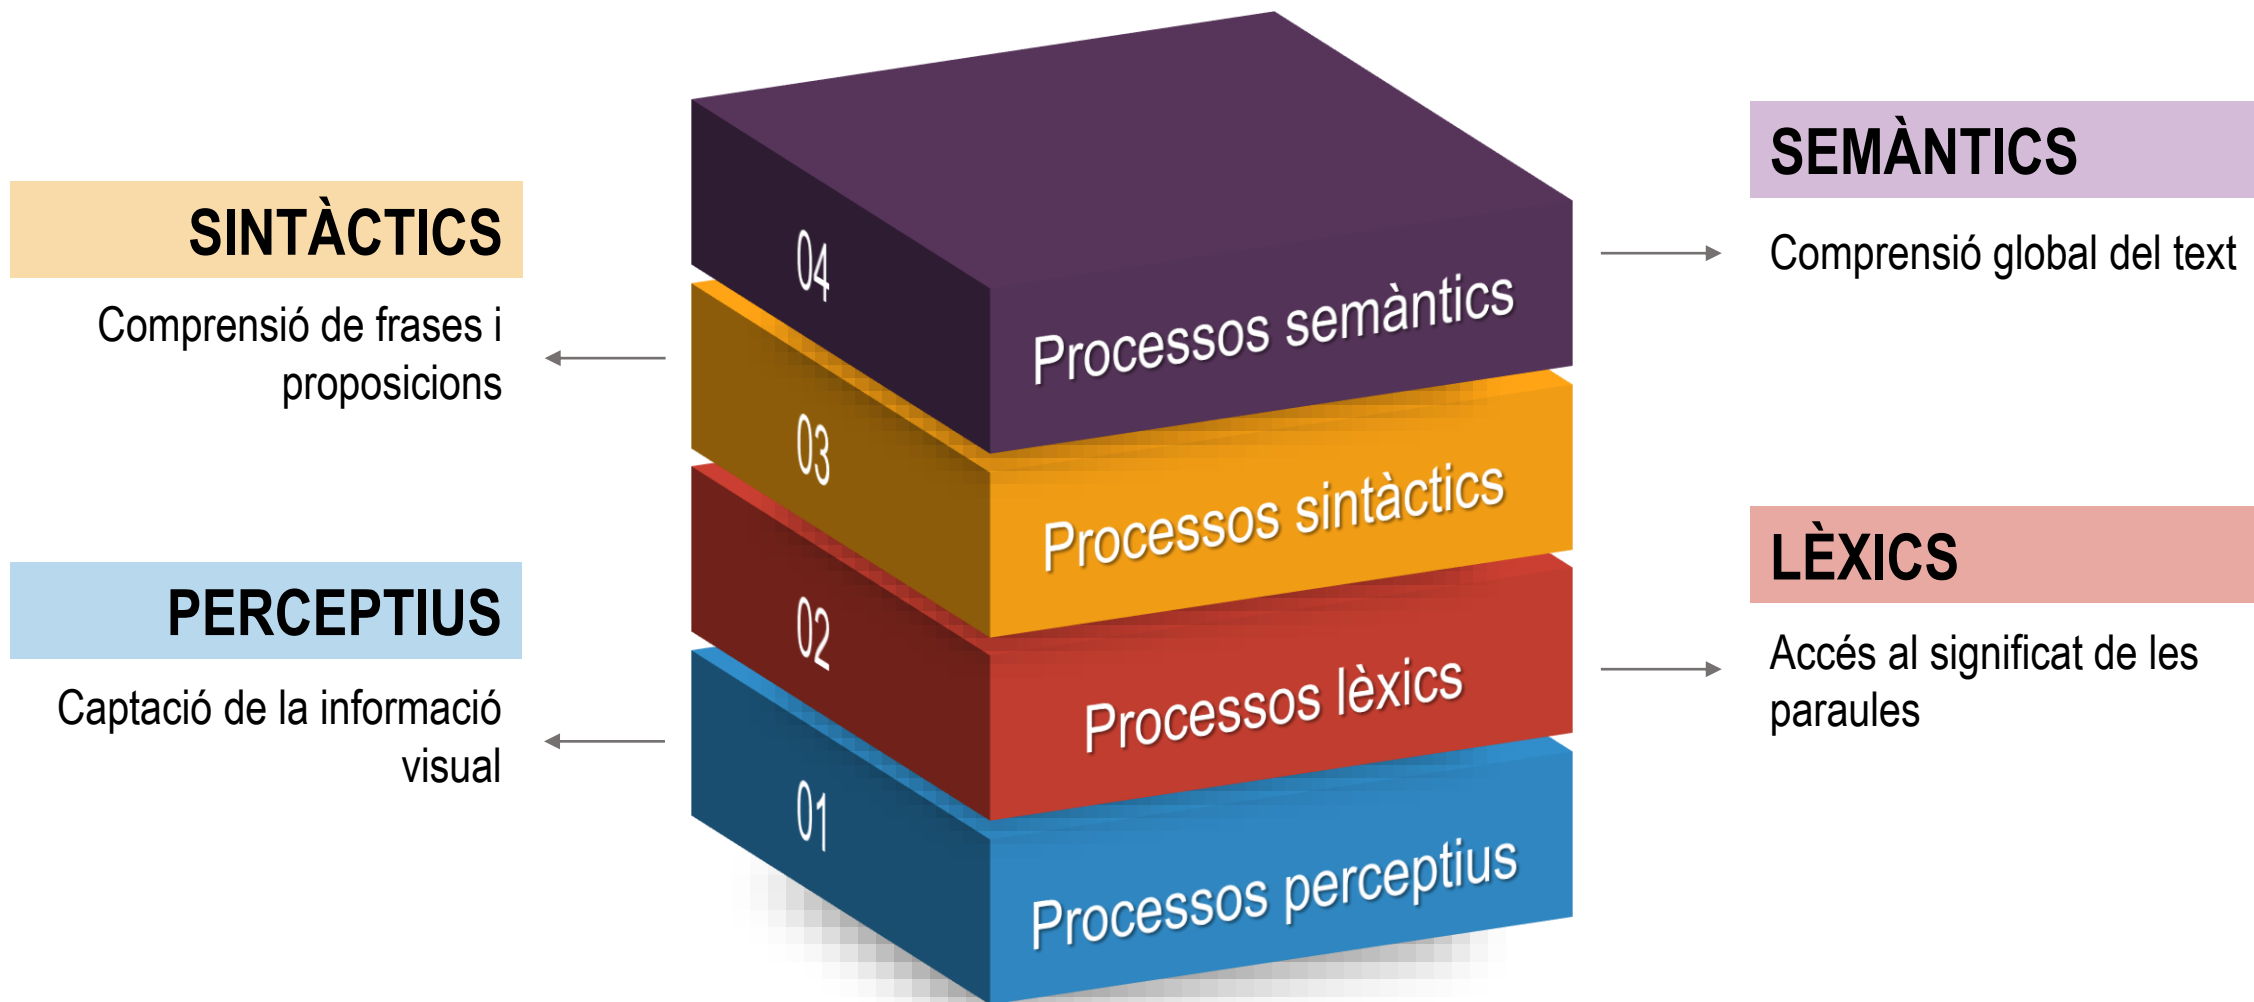 SINTÀCTICS
Comprensió de frases i
proposicions
PERCEPTIUS
Captació de la informació
visual
04
Processos semàntics
03
Processos sintàctics
02
Processos lèxics
01
Processos perceptius
SEMÀNTICS
Comprensió global del text
LÈXICS
Accés al significat de les
paraules